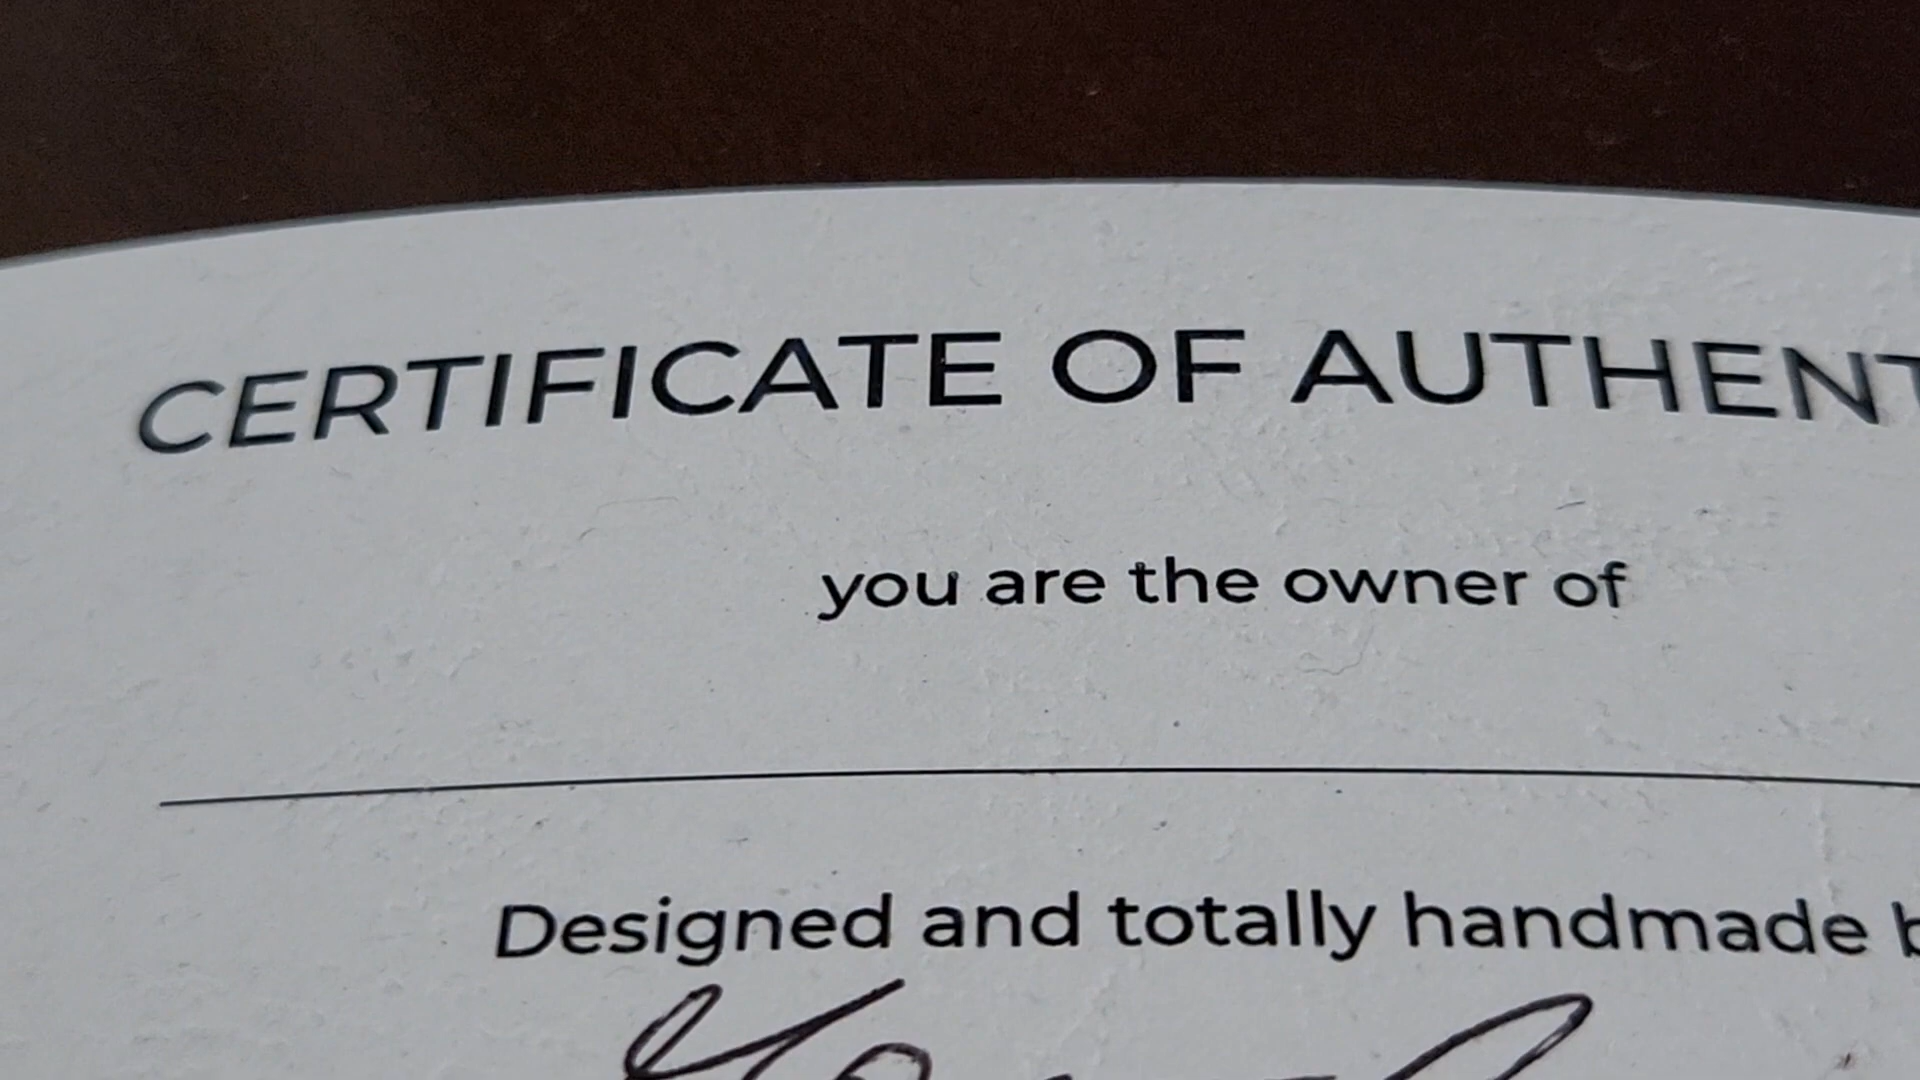 CERTIFICATE OF AUTHENT
you are the owner of
Designed and totally handmade b